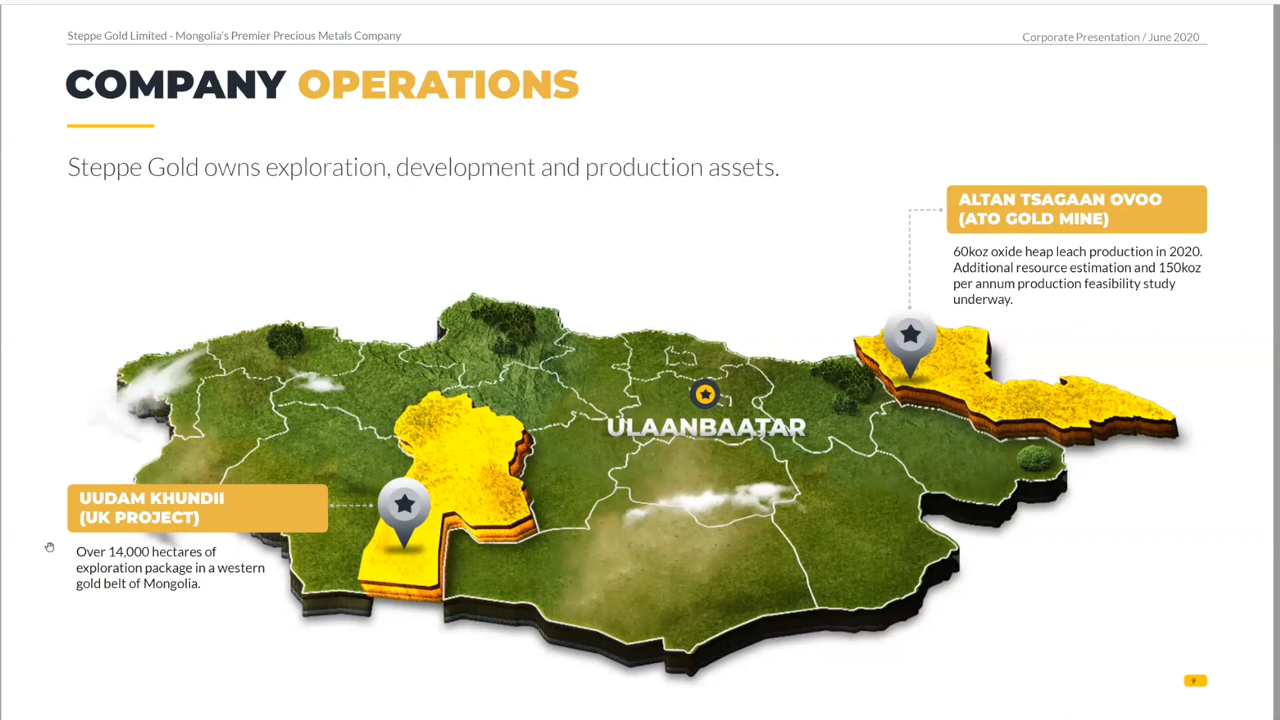 Steppe Gold Limited - Mongolia's Premier Precious Metals Company
Corporate Presentation / June 2020
COMPANY OPERATIONS
Steppe Gold owns exploration, development and production assets.
ALTAN TSAGAAN OVOO
(ATO GOLD MINE)
60koz oxide heap leach production in 2020.
Additional resource estimation and 150koz
per annum production feasibility study
underway.
ULAANBAATAR
UUDAM KHUNDII
(UK PROJECT)
Over 14,000 hectares of
exploration package in a western
gold belt of Mongolia.
9